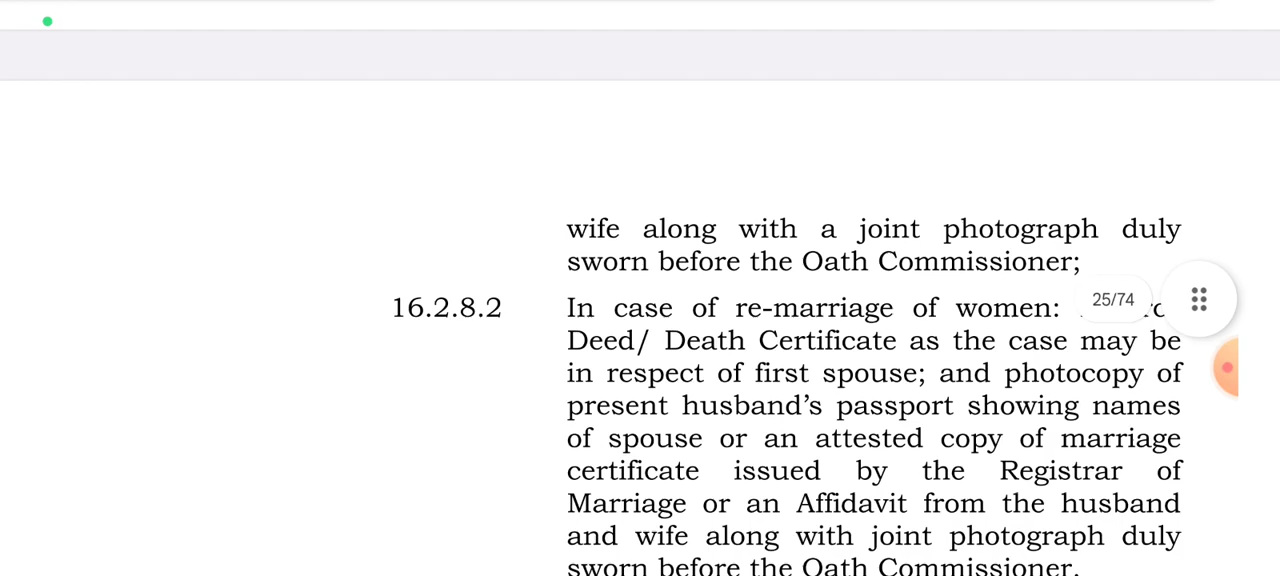 wife along with a joint photograph duly
sworn before the Oath Commissioner;
16.2.8.2 In case of re-marriage of women:
25/74
Deed/ Death Certificate as the case may be
in respect of first spouse; and photocopy of
present husband's passport showing names
of spouse or an attested copy of marriage
certificate issued by the Registrar of
Marriage or an Affidavit from the husband
and wife along with joint photograph duly
sworn before the Oath Commissioner.